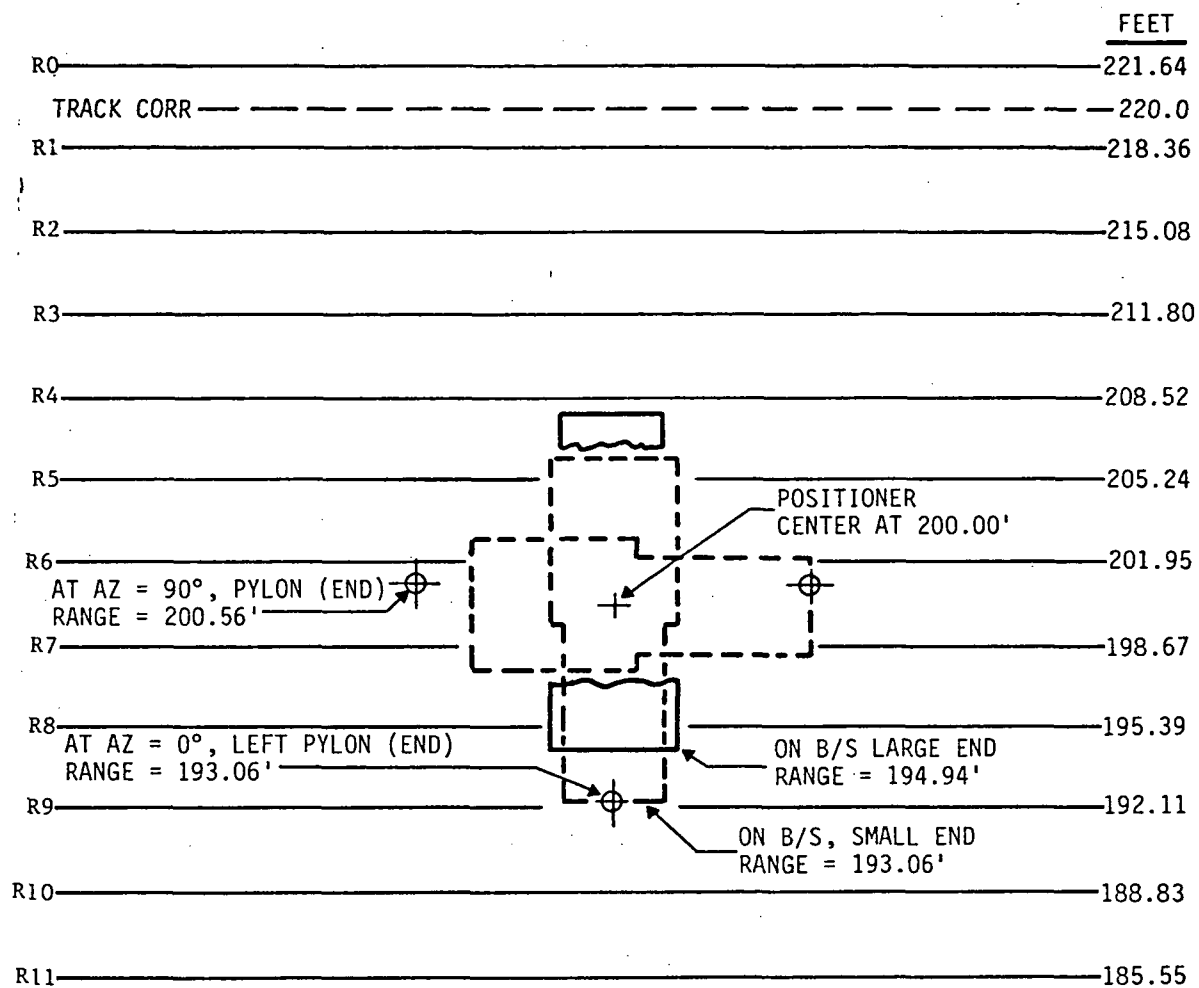 FEET
R0 221.64
TRACK CORR 220.0
R1 218.36
R2 215.08
R3 211.80
R4 208.52
R5 205.24
POSITIONER
CENTER AT 200.00'
R6 201.95
AT AZ = 90°, PYLON (END)
RANGE = 200.56'
R7 198.67
R8 195.39
AT AZ = 0°, LEFT PYLON (END)
RANGE = 193.06'
ON B/S LARGE END
RANGE = 194.94'
R9 192.11
ON B/S, SMALL END
RANGE = 193.06'
R10 188.83
R11 185.55